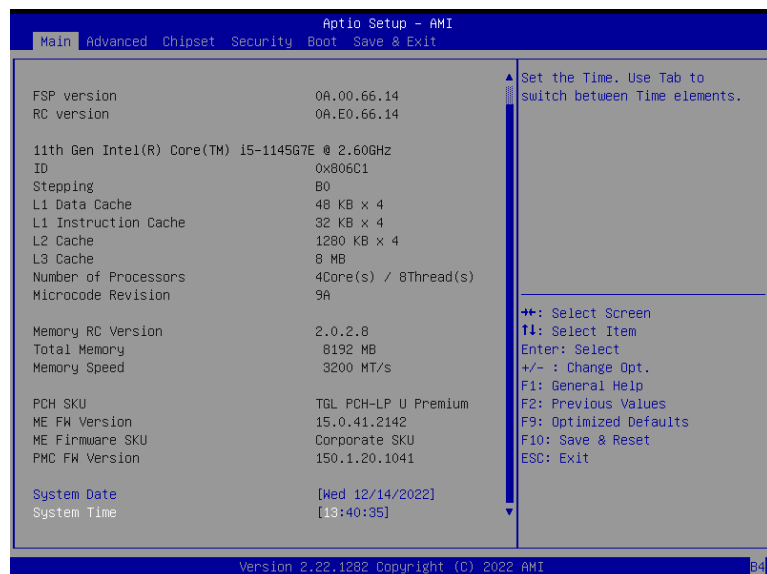 Aptio Setup – AMI
Main Advanced Chipset Security Boot Save & Exit
FSP version 0A.00.66.14
RC version 0A.E0.66.14
11th Gen Intel(R) Core(TM) i5-1145G7E @ 2.60GHz
ID 0x806C1
Stepping B0
L1 Data Cache 48 KB x 4
L1 Instruction Cache 32 KB x 4
L2 Cache 1280 KB x 4
L3 Cache 8 MB
Number of Processors 4Core(s) / 8Thread(s)
Microcode Revision 9A
Memory RC Version 2.0.2.8
Total Memory 8192 MB
Memory Speed 3200 MT/s
PCH SKU TGL PCH-LP U Premium
ME FW Version 15.0.41.2142
ME Firmware SKU Corporate SKU
PMC FW Version 150.1.20.1041
System Date [Wed 12/14/2022]
System Time [13:40:35]
Set the Time. Use Tab to
switch between Time elements.
→←: Select Screen
↑↓: Select Item
Enter: Select
+/- : Change Opt.
F1: General Help
F2: Previous Values
F9: Optimized Defaults
F10: Save & Reset
ESC: Exit
Version 2.22.1282 Copyright (C) 2022 AMI
B4